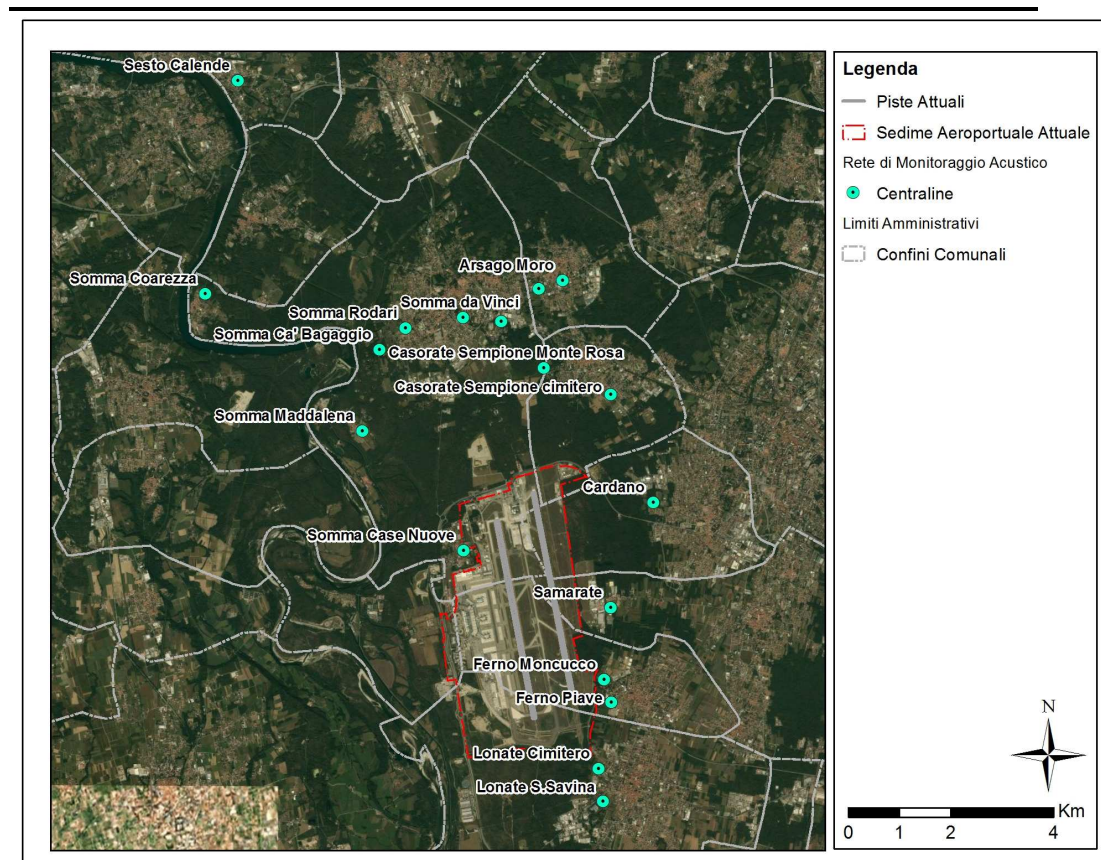 Sesto Calende
Somma Coarezza
Arsago Moro
Somma da Vinci
Somma Rodari
Somma Ca' Bagaggio
Casorate Sempione Monte Rosa
Casorate Sempione cimitero
Somma Maddalena
Cardano
Somma Case Nuove
Samarate
Ferno Moncucco
Ferno Piave
Lonate Cimitero
Lonate S.Savina
Legenda
Piste Attuali
Sedime Aeroportuale Attuale
Rete di Monitoraggio Acustico
Centraline
Limiti Amministrativi
Confini Comunali
N
Km
0 1 2 4